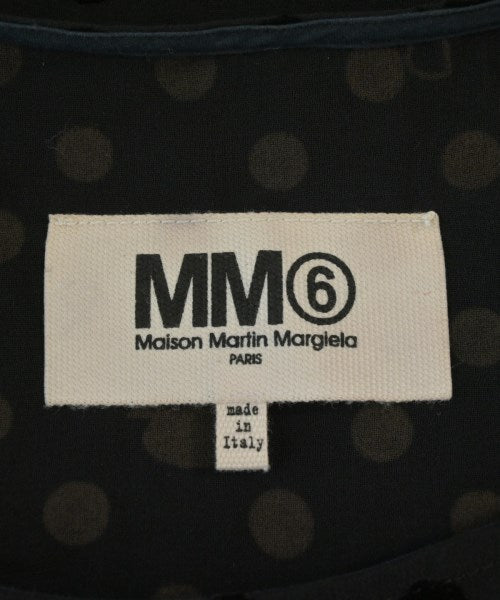 MM⑥
Maison Martin Margiela
PARIS
made
in
Italy